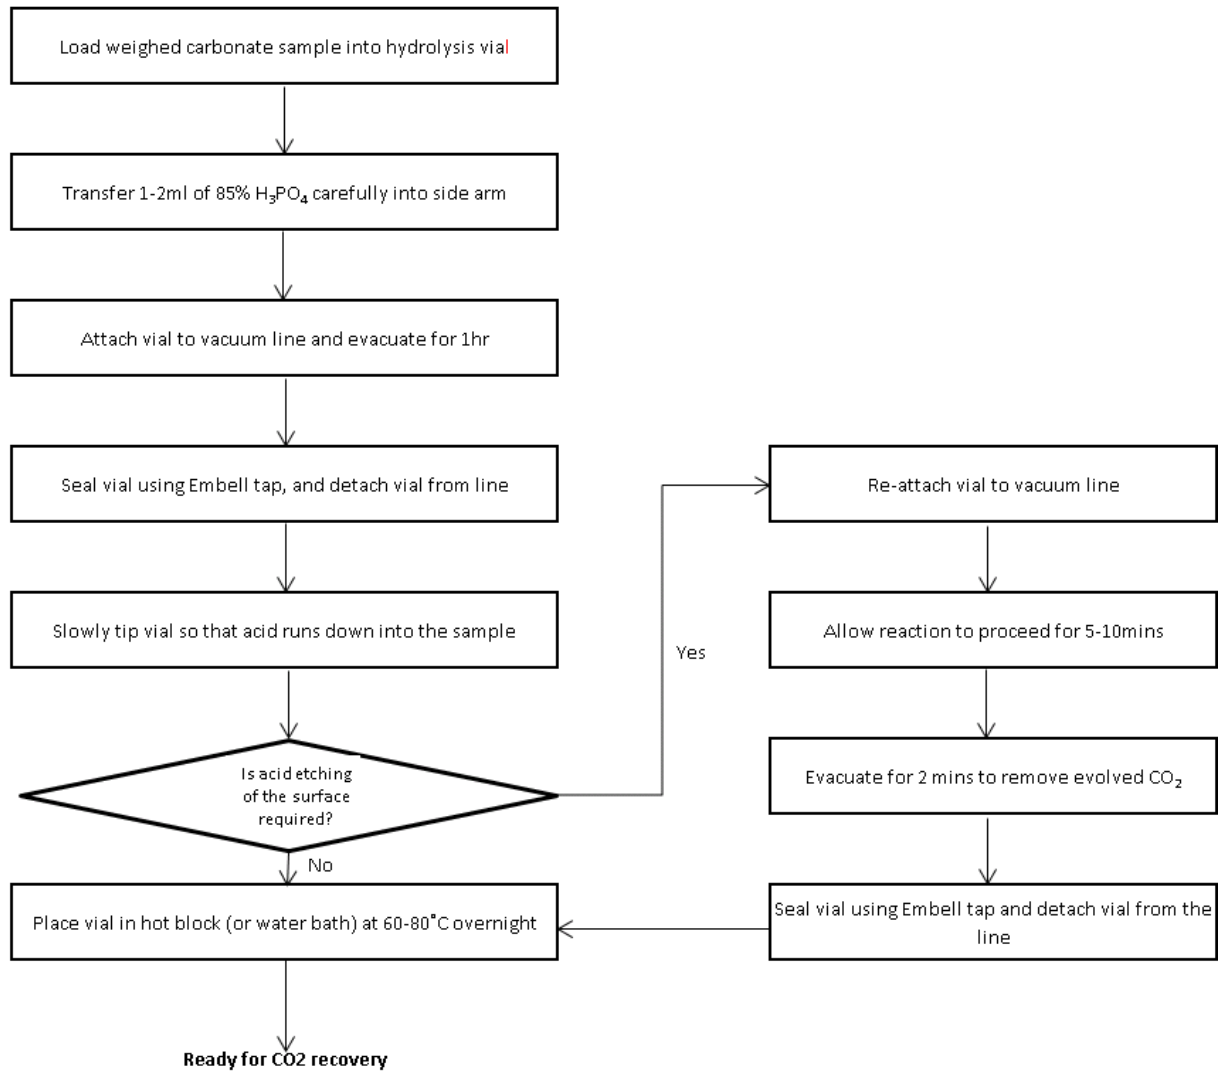 Load weighed carbonate sample into hydrolysis vial
Transfer 1-2ml of 85% H₃PO₄ carefully into side arm
Attach vial to vacuum line and evacuate for 1hr
Seal vial using Embell tap, and detach vial from line
Slowly tip vial so that acid runs down into the sample
Is acid etching
of the surface
required?
No
Place vial in hot block (or water bath) at 60-80°C overnight
Ready for CO2 recovery
Yes
Re-attach vial to vacuum line
Allow reaction to proceed for 5-10mins
Evacuate for 2 mins to remove evolved CO₂
Seal vial using Embell tap and detach vial from the
line